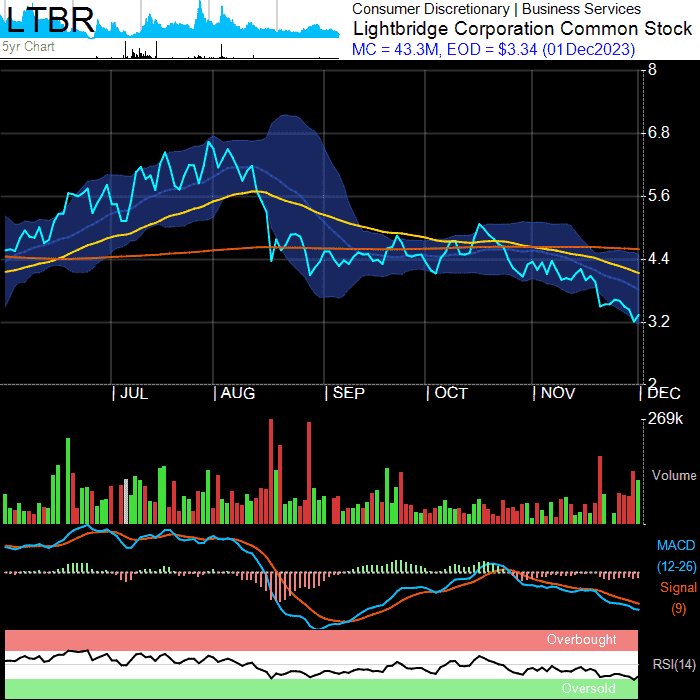 LTBR
5yr Chart
Consumer Discretionary | Business Services
Lightbridge Corporation Common Stock
MC = 43.3M, EOD = $3.34 (01Dec2023)
8
6.8
5.6
4.4
3.2
2
| JUL | AUG | SEP | OCT | NOV | DEC
269k
Volume
MACD
(12-26)
Signal
(9)
Overbought
RSI(14)
Oversold